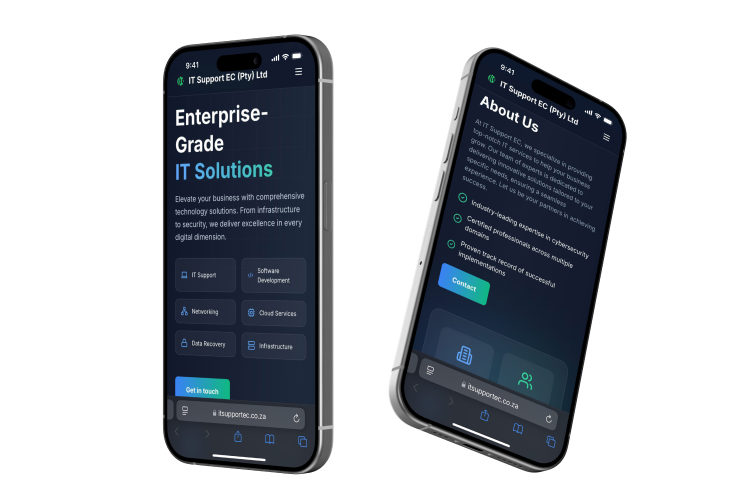 9:41
IT Support EC (Pty) Ltd
Enterprise-
Grade
IT Solutions
Elevate your business with comprehensive
technology solutions. From infrastructure
to security, we deliver excellence in every
digital dimension.
IT Support
Software
Development
Networking
Cloud Services
Data Recovery
Infrastructure
Get in touch
itsupportec.co.za
9:41
IT Support EC (Pty) Ltd
About Us
At IT Support EC, we specialize in providing
top-notch IT services to help your business
grow. Our team of experts is dedicated to
delivering innovative solutions tailored to your
specific needs, ensuring a seamless
experience. Let us be your partners in achieving
success.
Industry-leading expertise in cybersecurity
Certified professionals across multiple
domains
Proven track record of successful
implementations
Contact
itsupportec.co.za